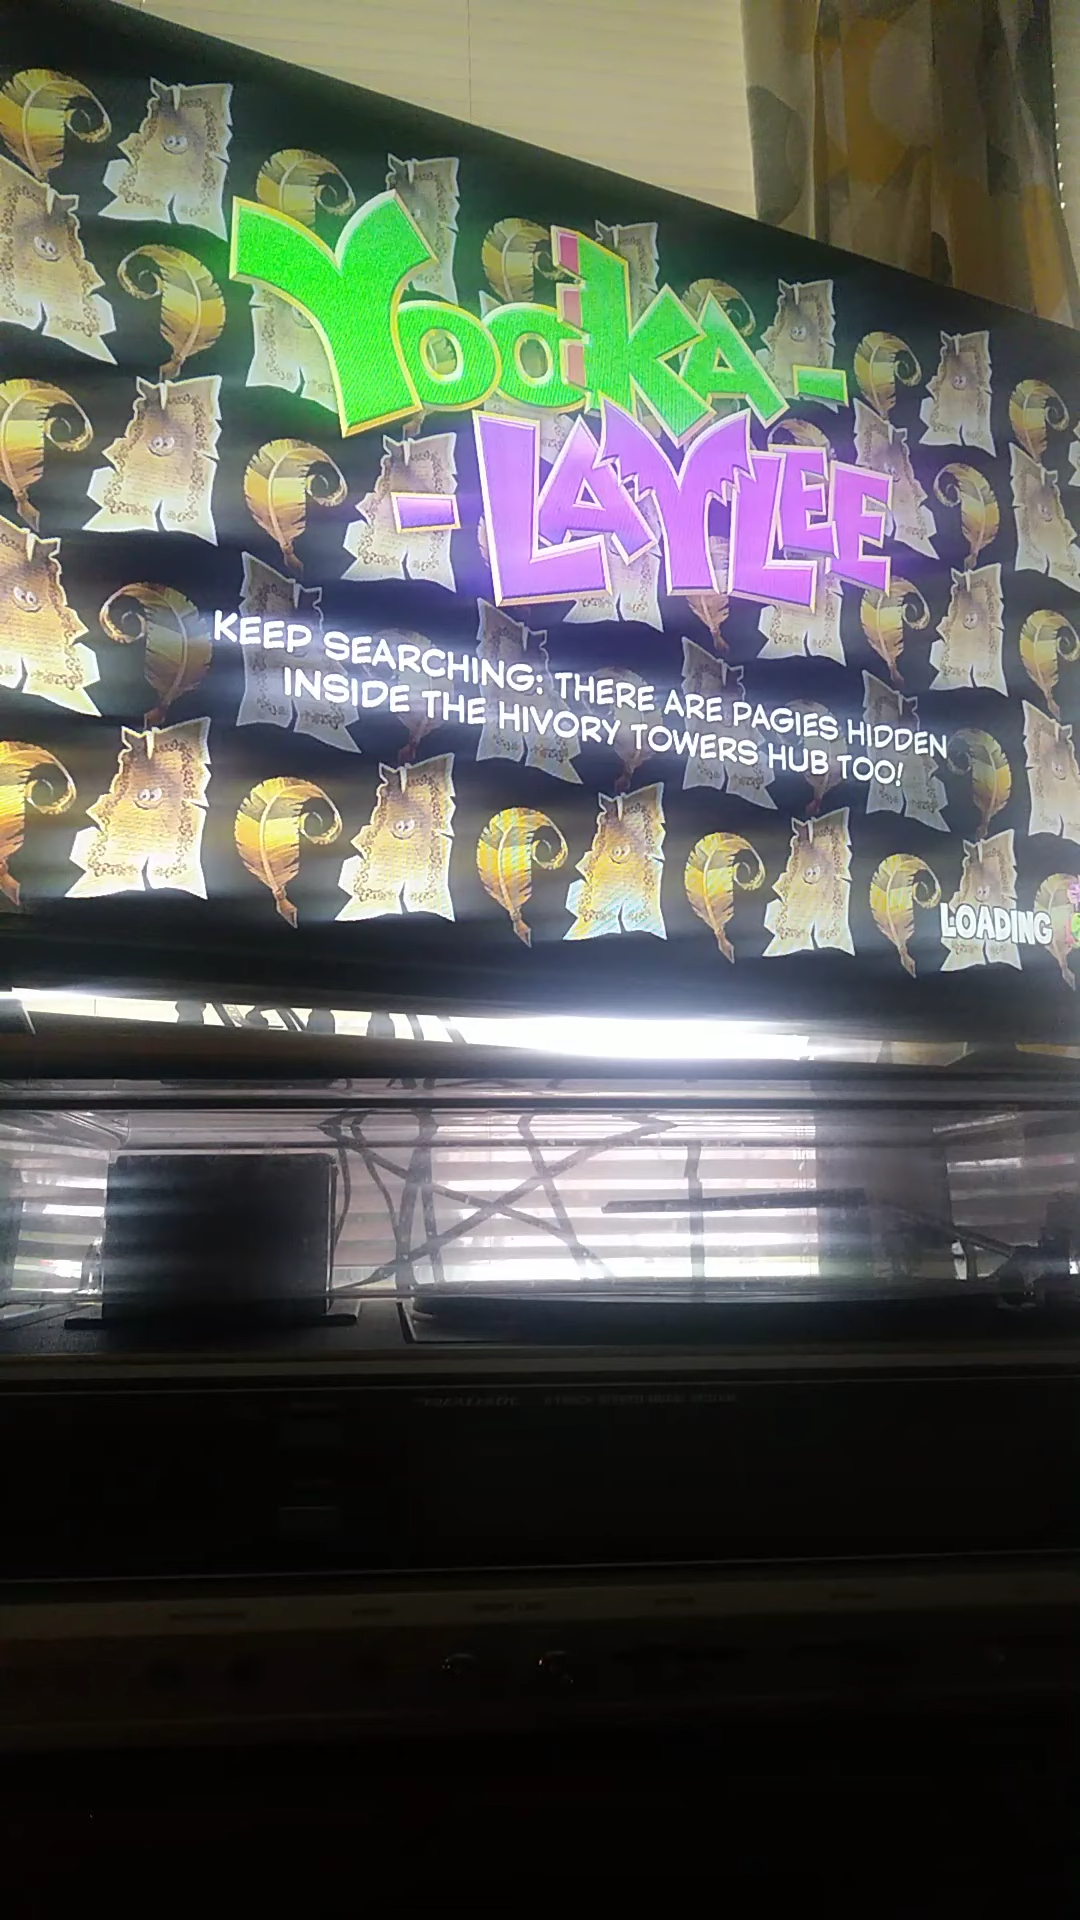 YOOKA-
-LAYLEE
KEEP SEARCHING: THERE ARE PAGIES HIDDEN
INSIDE THE HIVORY TOWERS HUB TOO!
LOADING